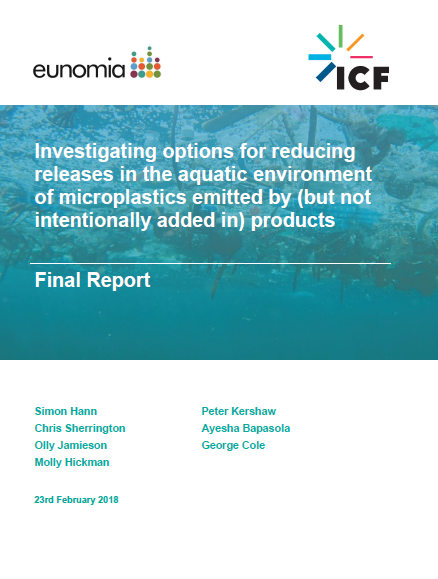 eunomia
ICF
Investigating options for reducing
releases in the aquatic environment
of microplastics emitted by (but not
intentionally added in) products
Final Report
Simon Hann
Chris Sherrington
Olly Jamieson
Molly Hickman
Peter Kershaw
Ayesha Bapasola
George Cole
23rd February 2018